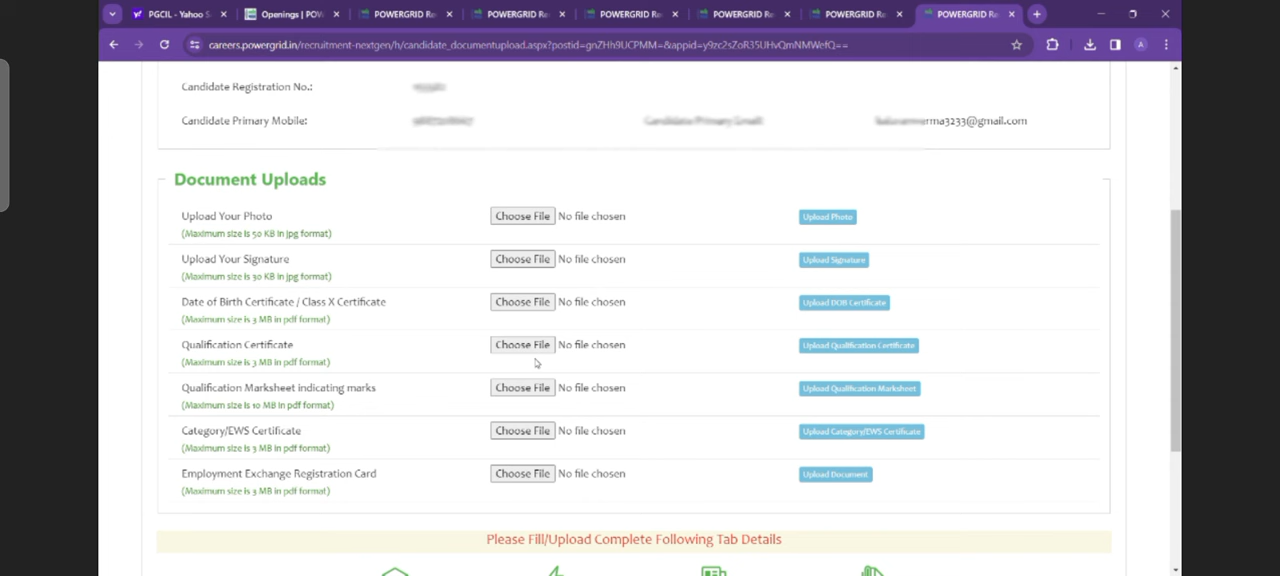 PGCIL - Yahoo S
Openings | POW
POWERGRID Re
POWERGRID Re
POWERGRID Re
POWERGRID Re
POWERGRID Re
POWERGRID Re
careers.powergrid.in/recruitment-nextgen/h/candidate_documentupload.aspx?postid=gnZHh9UCPMM=&appid=y9zc2sZoR35UHvQmNMWefQ==
A
Candidate Registration No.:
Candidate Primary Mobile: rma3233@gmail.com
Document Uploads
Upload Your Photo Choose File No file chosen Upload Photo
(Maximum size is 50 KB in jpg format)
Upload Your Signature Choose File No file chosen Upload Signature
(Maximum size is 30 KB in jpg format)
Date of Birth Certificate / Class X Certificate Choose File No file chosen Upload DOB Certificate
(Maximum size is 3 MB in pdf format)
Qualification Certificate Choose File No file chosen Upload Qualification Certificate
(Maximum size is 3 MB in pdf format)
Qualification Marksheet indicating marks Choose File No file chosen Upload Qualification Marksheet
(Maximum size is 10 MB in pdf format)
Category/EWS Certificate Choose File No file chosen Upload Category/EWS Certificate
(Maximum size is 3 MB in pdf format)
Employment Exchange Registration Card Choose File No file chosen Upload Document
(Maximum size is 3 MB in pdf format)
Please Fill/Upload Complete Following Tab Details